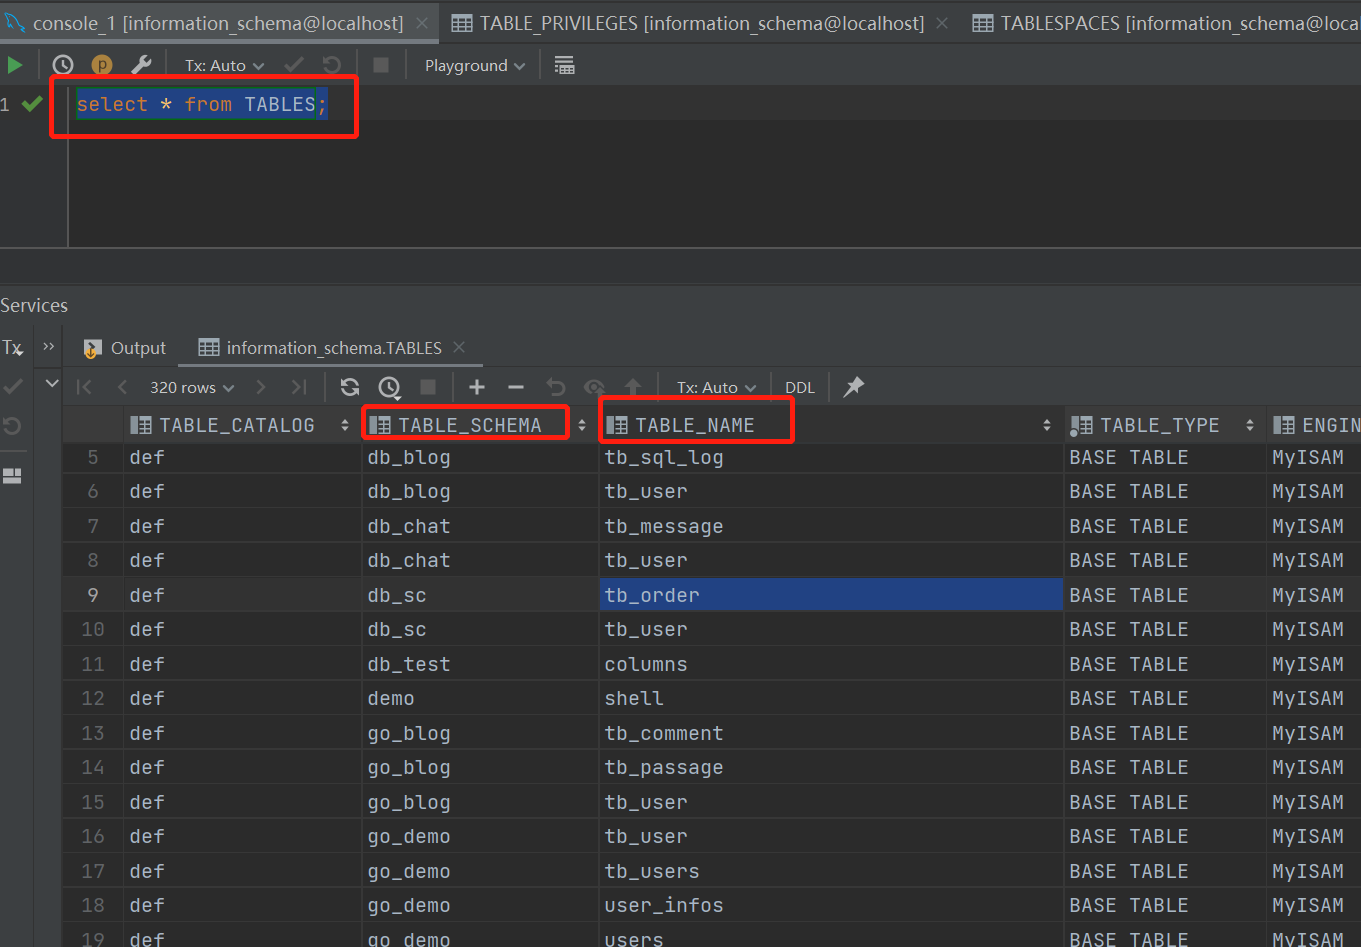 console_1 [information_schema@localhost] TABLE_PRIVILEGES [information_schema@localhost] TABLESPACES [information_schema@loca
p Tx: Auto Playground
1 select * from TABLES;
Services
Tx Output information_schema.TABLES
320 rows Tx: Auto DDL
TABLE_CATALOG TABLE_SCHEMA TABLE_NAME TABLE_TYPE ENGIN
5 def db_blog tb_sql_log BASE TABLE MyISAM
6 def db_blog tb_user BASE TABLE MyISAM
7 def db_chat tb_message BASE TABLE MyISAM
8 def db_chat tb_user BASE TABLE MyISAM
9 def db_sc tb_order BASE TABLE MyISAM
10 def db_sc tb_user BASE TABLE MyISAM
11 def db_test columns BASE TABLE MyISAM
12 def demo shell BASE TABLE MyISAM
13 def go_blog tb_comment BASE TABLE MyISAM
14 def go_blog tb_passage BASE TABLE MyISAM
15 def go_blog tb_user BASE TABLE MyISAM
16 def go_demo tb_user BASE TABLE MyISAM
17 def go_demo tb_users BASE TABLE MyISAM
18 def go_demo user_infos BASE TABLE MyISAM
19 def go_demo users BASE TABLE MyISAM